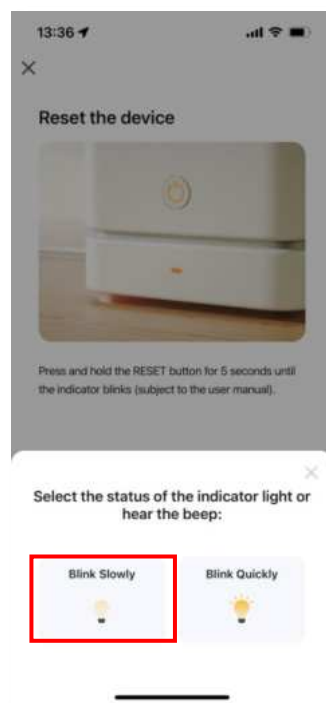 13:36
Reset the device
Press and hold the RESET button for 5 seconds until
the indicator blinks (subject to the user manual).
Select the status of the indicator light or
hear the beep:
Blink Slowly
Blink Quickly